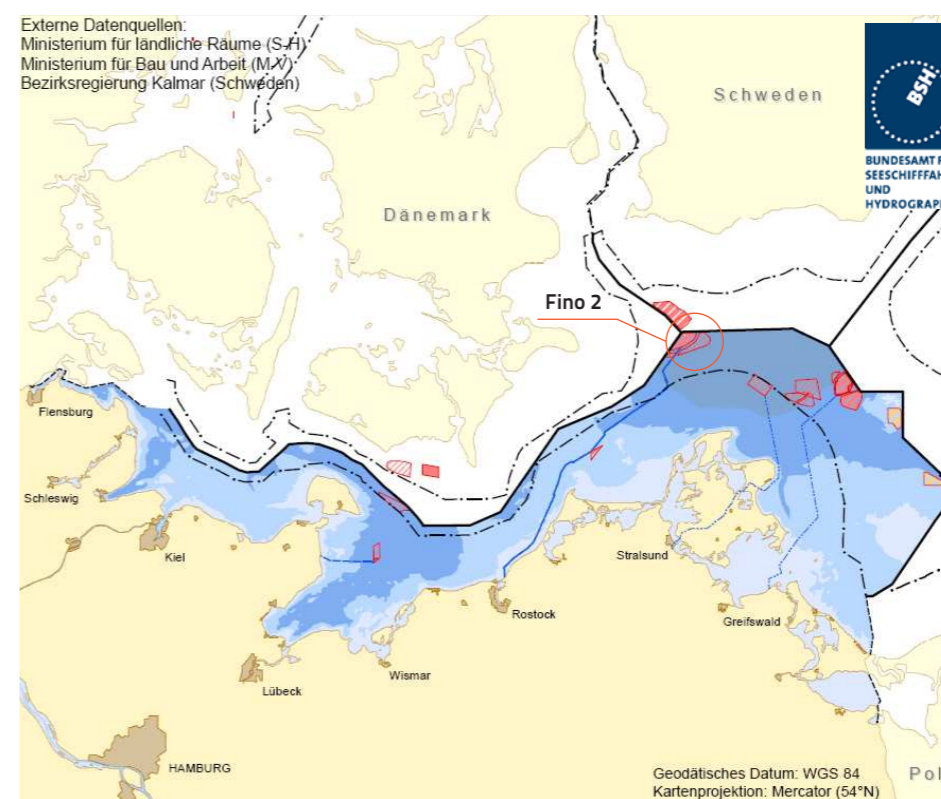 Externe Datenquellen:
Ministerium für ländliche Räume (S-H)
Ministerium für Bau und Arbeit (M-V)
Bezirksregierung Kalmar (Schweden)
Schweden
BSH
BUNDESAMT F
SEESCHIFFFAH
UND
HYDROGRAPH
Dänemark
Fino 2
Flensburg
Schleswig
Kiel
Stralsund
Rostock
Greifswald
Wismar
Lübeck
HAMBURG
Geodätisches Datum: WGS 84
Kartenprojektion: Mercator (54°N)
Pol